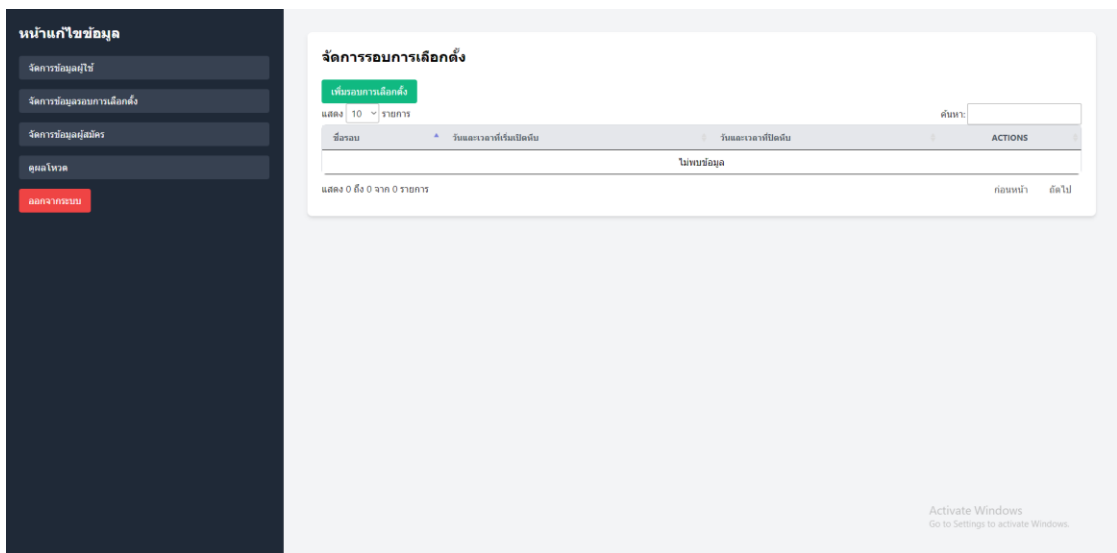 หน้าแก้ไขข้อมูล
จัดการข้อมูลผู้ใช้
จัดการข้อมูลรอบการเลือกตั้ง
จัดการข้อมูลผู้สมัคร
ดูผลโหวต
ออกจากระบบ
จัดการรอบการเลือกตั้ง
เพิ่มรอบการเลือกตั้ง
แสดง 10 รายการ ค้นหา:
ชื่อรอบ วันและเวลาที่เริ่มเปิดหีบ วันและเวลาที่ปิดหีบ ACTIONS
ไม่พบข้อมูล
แสดง 0 ถึง 0 จาก 0 รายการ ก่อนหน้า ถัดไป
Activate Windows
Go to Settings to activate Windows.